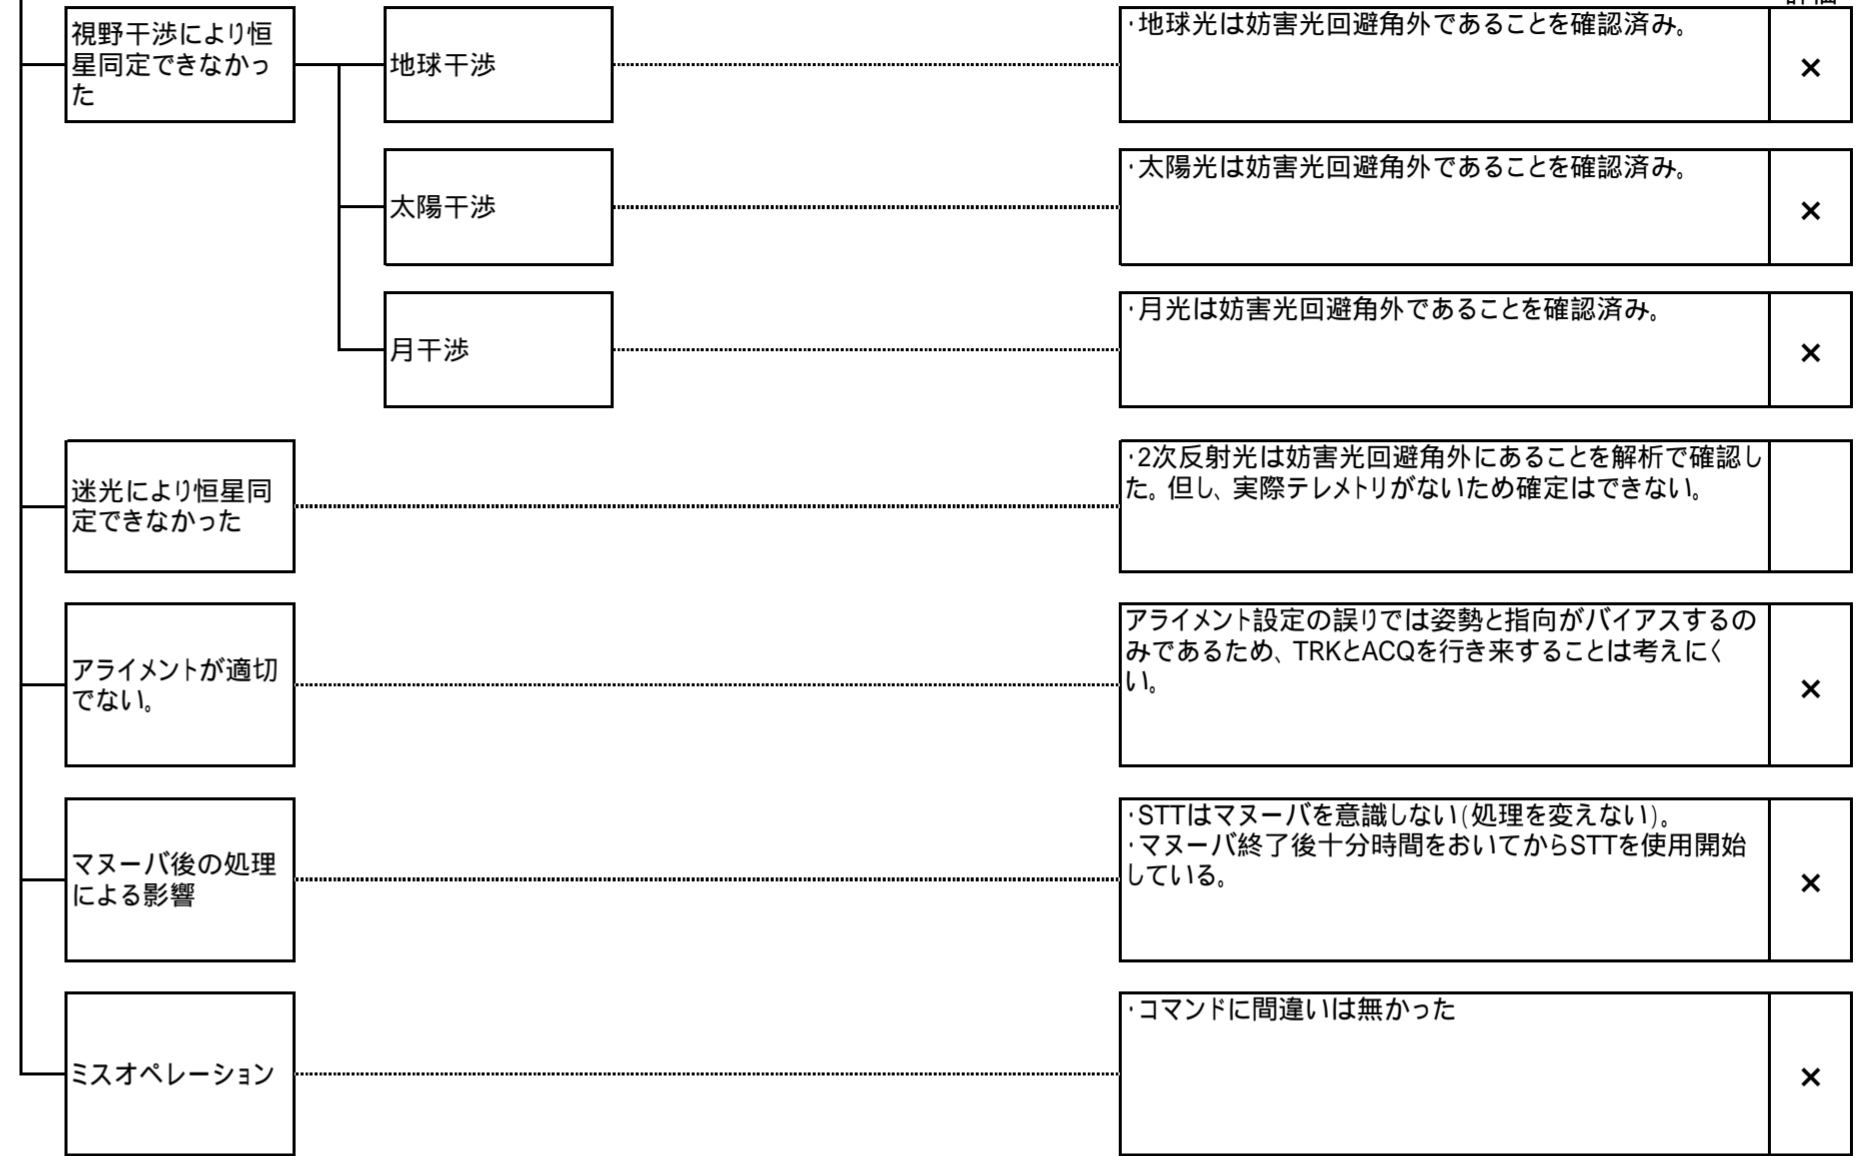 視野干渉により恒
星同定できなかっ
た
地球干渉
・地球光は妨害光回避角外であることを確認済み。
×
太陽干渉
・太陽光は妨害光回避角外であることを確認済み。
×
月干渉
・月光は妨害光回避角外であることを確認済み。
×
迷光により恒星同
定できなかった
・2次反射光は妨害光回避角外にあることを解析で確認し
た。但し、実際テレメトリがないため確定はできない。
アライメントが適切
でない。
アライメント設定の誤りでは姿勢と指向がバイアスするの
みであるため、TRKとACQを行き来することは考えにく
い。
×
マヌーバ後の処理
による影響
・STTはマヌーバを意識しない(処理を変えない)。
・マヌーバ終了後十分時間をおいてからSTTを使用開始
している。
×
ミスオペレーション
・コマンドに間違いは無かった
×